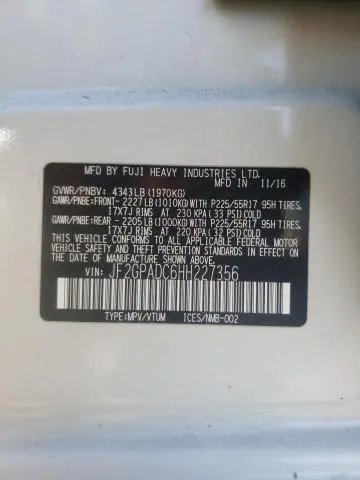 MFD BY FUJI HEAVY INDUSTRIES LTD.
MFD IN 11/16
GVWR/PNBV: 4343LB(1970KG)
GAWR/PNBE:FRONT- 2227LB(1010KG)WITH P225/55R17 95H TIRES,
17X7J RIMS AT 230 KPA(33 PSI)COLD
GAWR/PNBE:REAR - 2205LB(1000KG)WITH P225/55R17 95H TIRES,
17X7J RIMS AT 220 KPA(32 PSI)COLD
THIS VEHICLE CONFORMS TO ALL APPLICABLE FEDERAL MOTOR
VEHICLE SAFETY AND THEFT PREVENTION STANDARDS IN EFFECT
ON THE DATE OF MANUFACTURE SHOWN ABOVE.
VIN: JF2GPADC6HH227356
TYPE:MPV/VTUM ICES/NMB-002